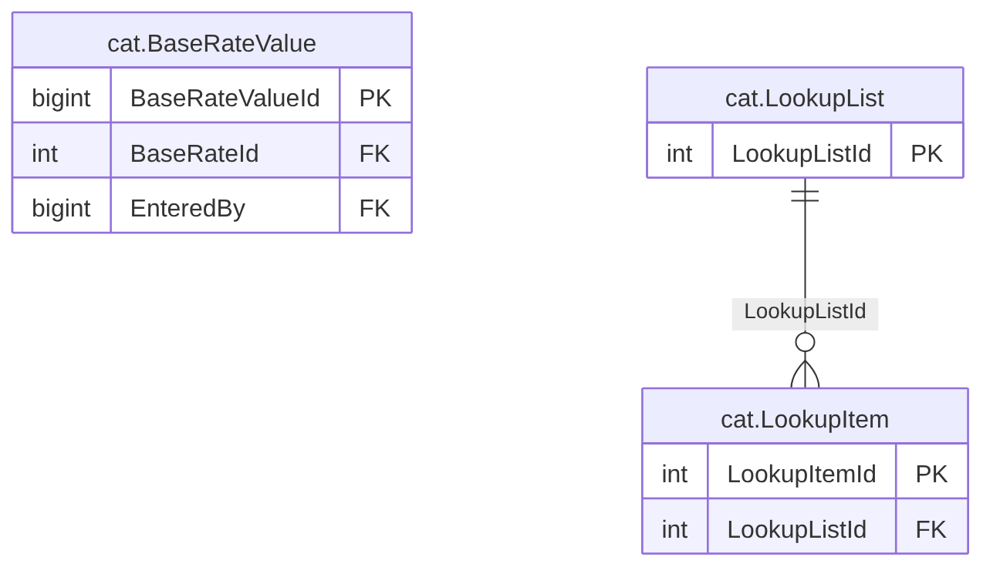 cat.BaseRateValue
bigint BaseRateValueId PK
int BaseRateId FK
bigint EnteredBy FK
cat.LookupList
int LookupListId PK
LookupListId
cat.LookupItem
int LookupItemId PK
int LookupListId FK